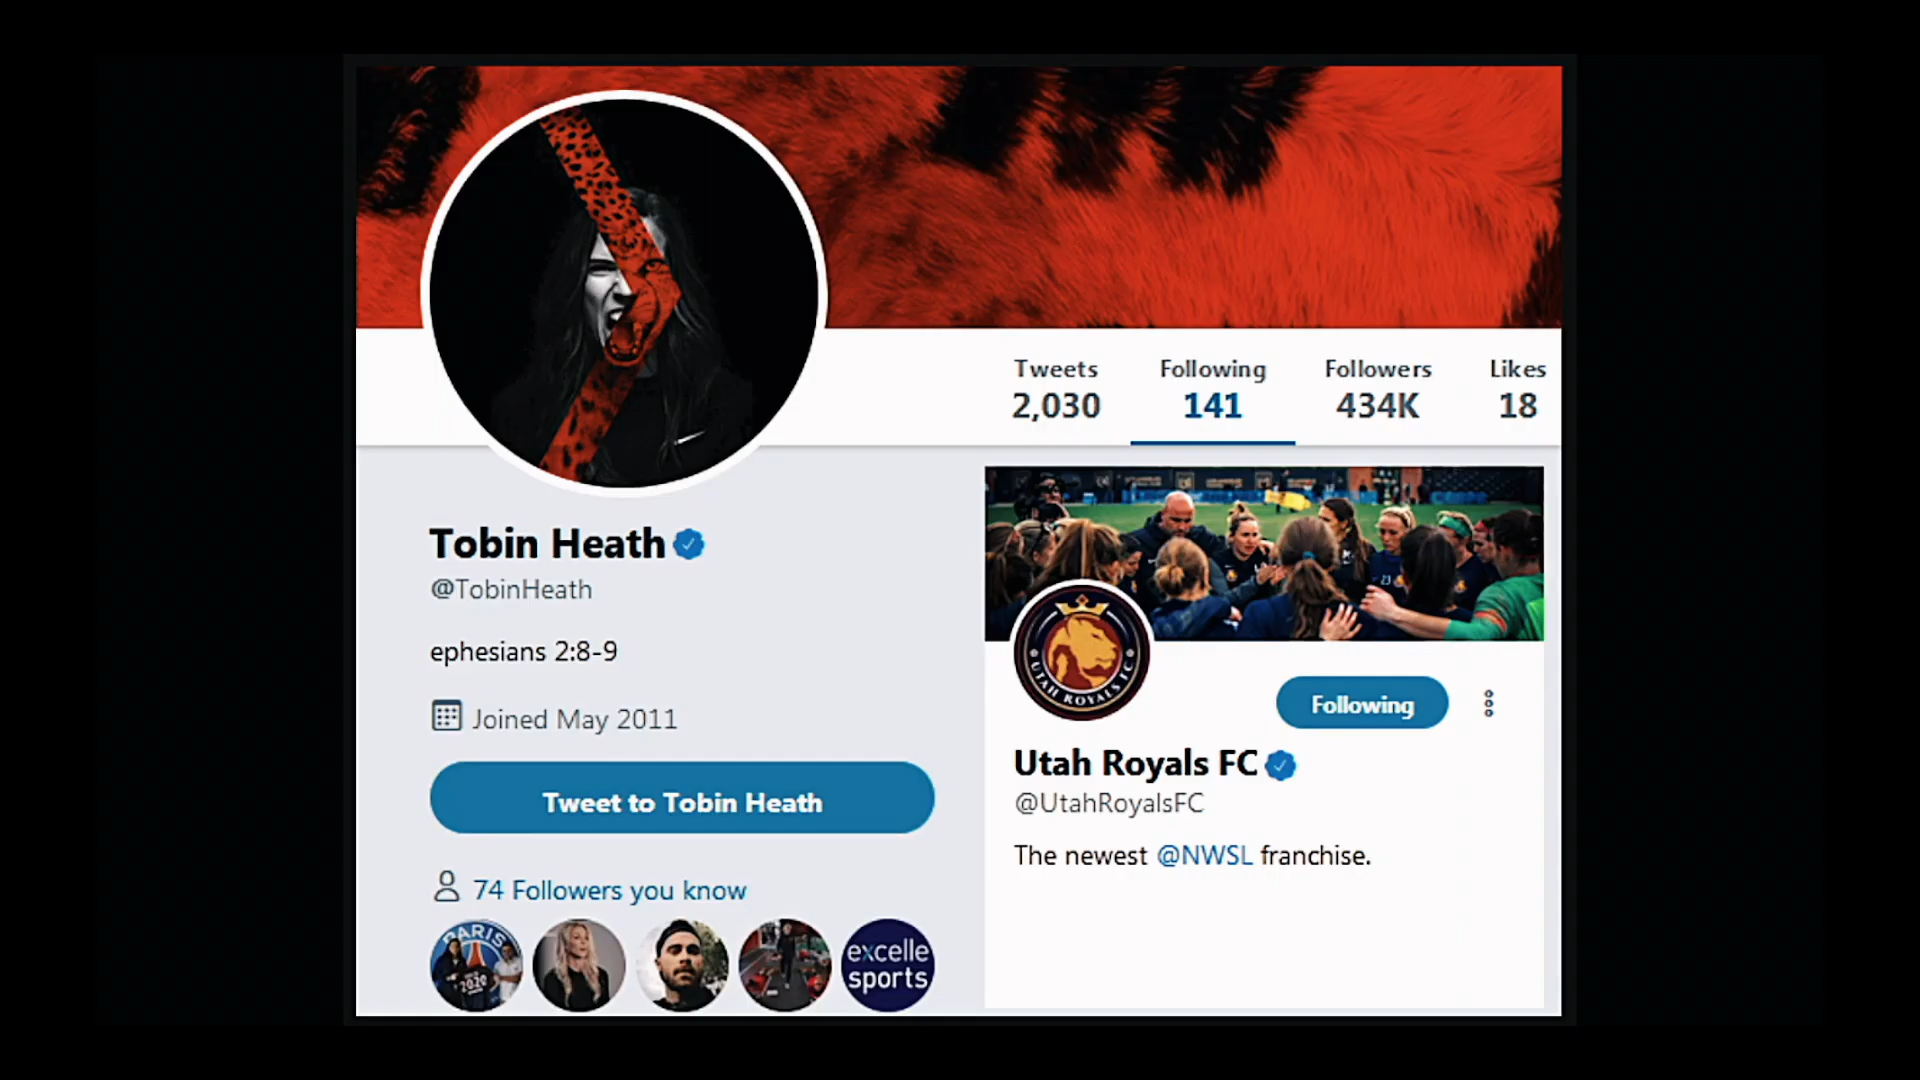 Tweets Following Followers Likes
2,030 141 434K 18
Tobin Heath
@TobinHeath
ephesians 2:8-9
Joined May 2011
Tweet to Tobin Heath
74 Followers you know
PARIS
2020
excelle
sports
23
UTAH ROYALS FC
Following
Utah Royals FC
@UtahRoyalsFC
The newest @NWSL franchise.